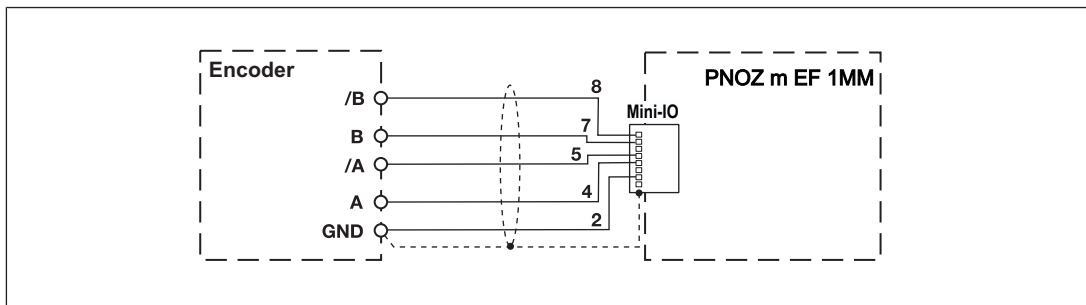 Encoder
PNOZ m EF 1MM
Mini-IO
/B 8
B 7
/A 5
A 4
GND 2